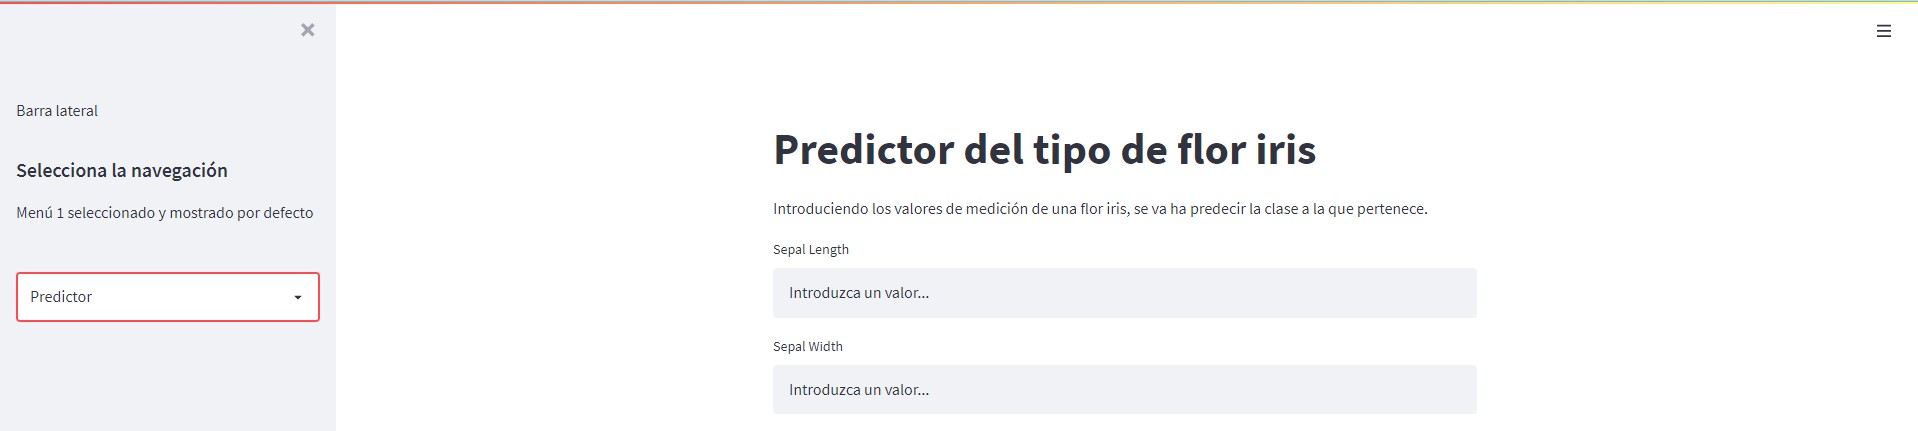 Barra lateral
Selecciona la navegación
Menú 1 seleccionado y mostrado por defecto
Predictor
Predictor del tipo de flor iris
Introduciendo los valores de medición de una flor iris, se va ha predecir la clase a la que pertenece.
Sepal Length
Introduzca un valor...
Sepal Width
Introduzca un valor...